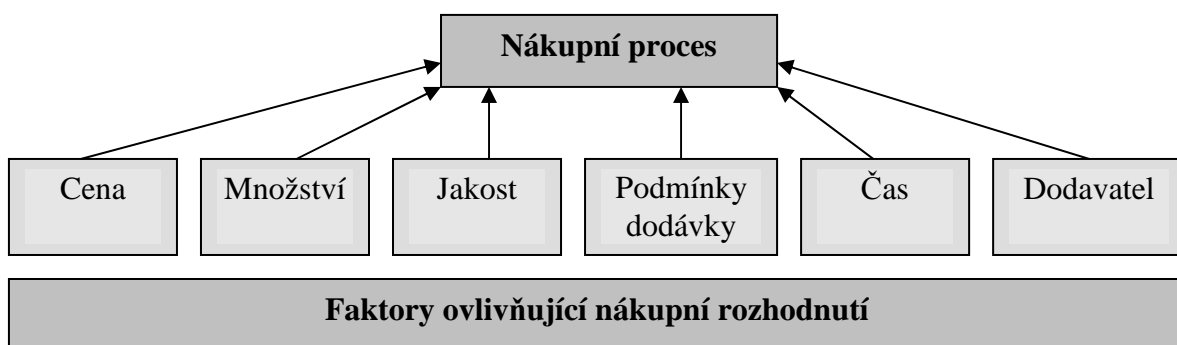 Nákupní proces
Cena
Množství
Jakost
Podmínky
dodávky
Čas
Dodavatel
Faktory ovlivňující nákupní rozhodnutí